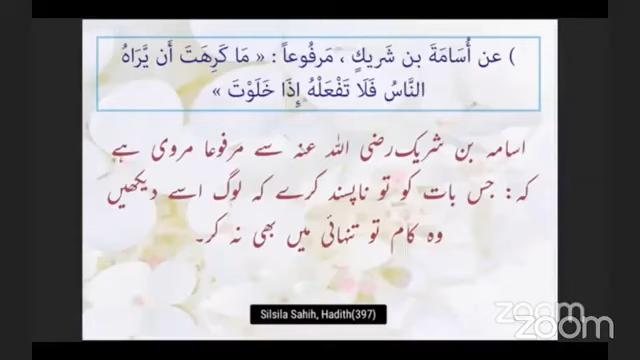 ) عن أُسَامَةَ بن شَرِيكٍ ، مَرفُوعاً : « مَا كَرِهَتَ أَن يَّرَاهُ
النَّاسُ فَلَا تَفْعَلْهُ إِذَا خَلَوْتَ »
اسامہ بن شریک رضی اللہ عنہ سے مرفوعا مروی ہے
کہ: جس بات کو تو ناپسند کرے کہ لوگ اسے دیکھیں
وہ کام تو تنہائی میں بھی نہ کر۔
Silsila Sahih, Hadith(397)
zoom
zoom